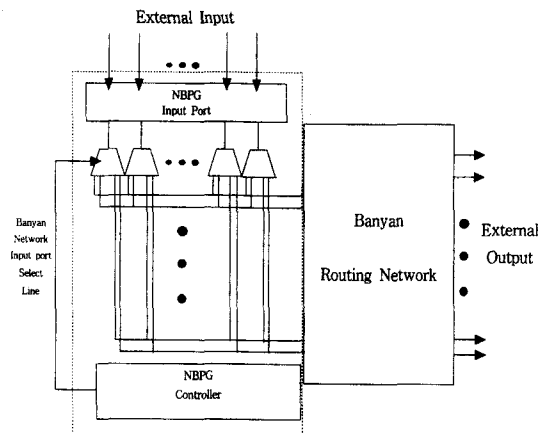 External Input
NBPG
Input Port
Banyan
Network
Input port
Select
Line
Banyan
Routing Network
External
Output
NBPG
Controller